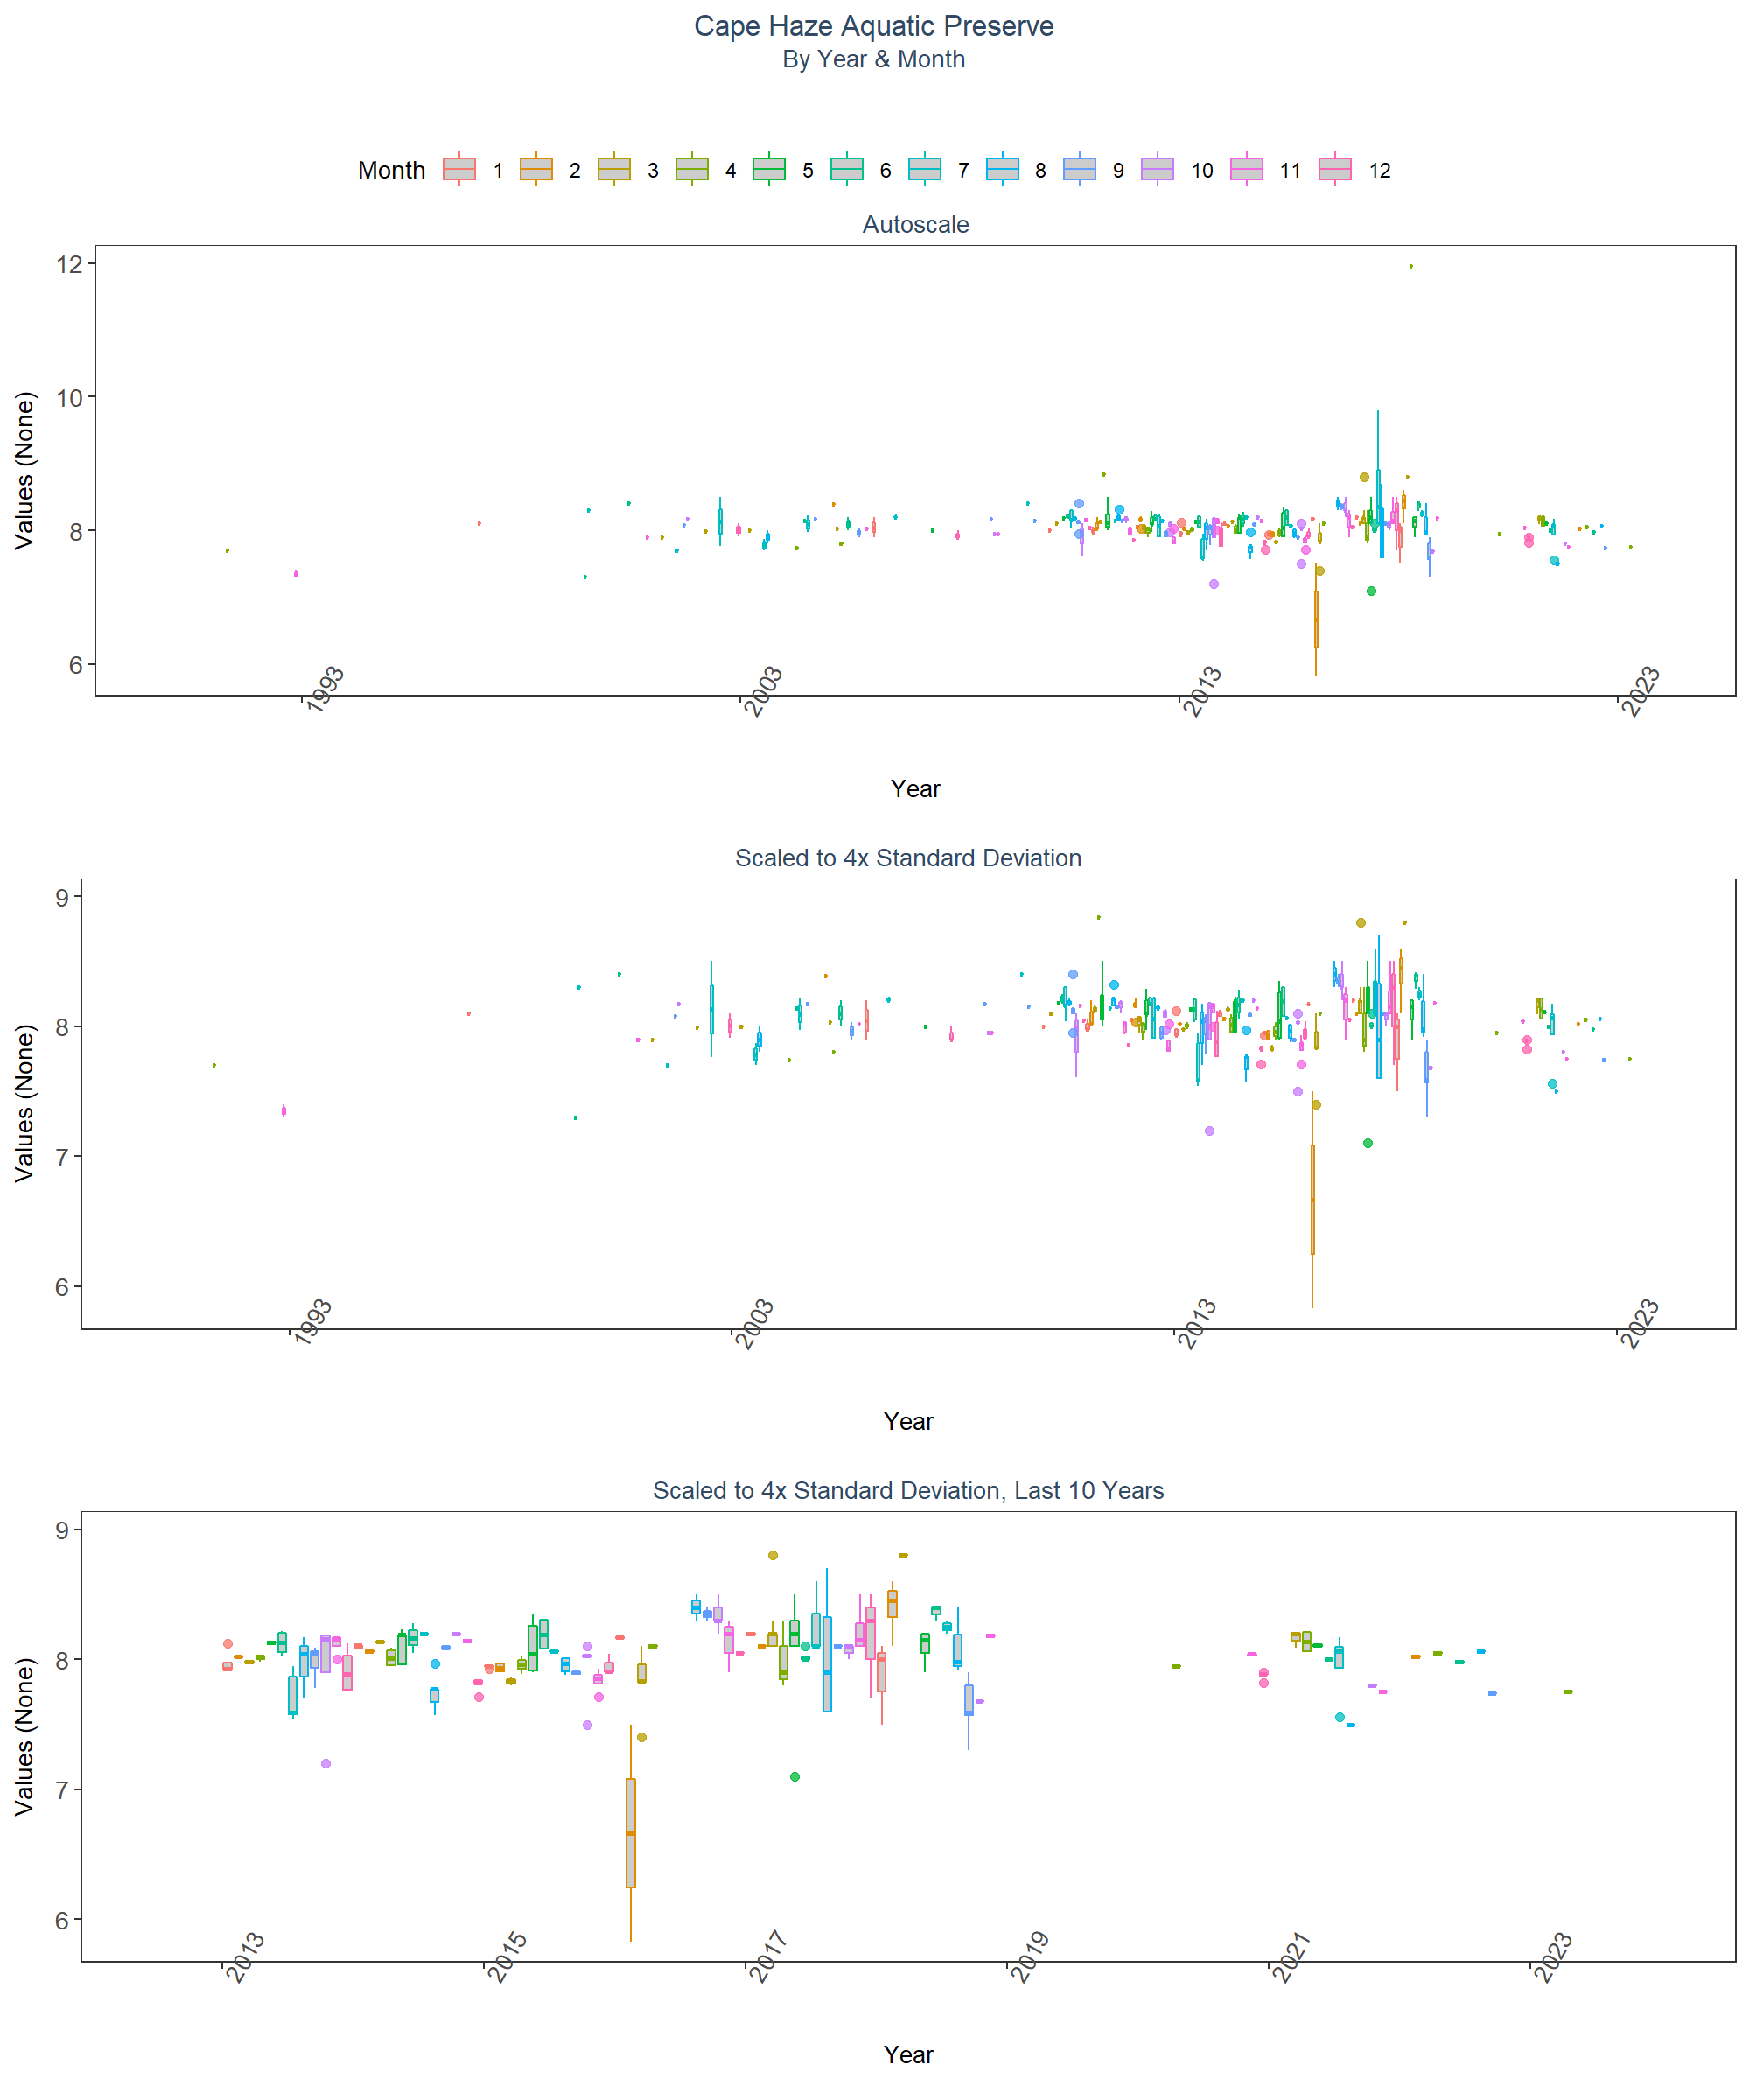 Cape Haze Aquatic Preserve
By Year & Month
Month 1 2 3 4 5 6 7 8 9 10 11 12
Autoscale
12
10
8
6
Values (None)
1993 2003 2013 2023
Year
Scaled to 4x Standard Deviation
9
8
7
6
Values (None)
1993 2003 2013 2023
Year
Scaled to 4x Standard Deviation, Last 10 Years
9
8
7
6
Values (None)
2013 2015 2017 2019 2021 2023
Year